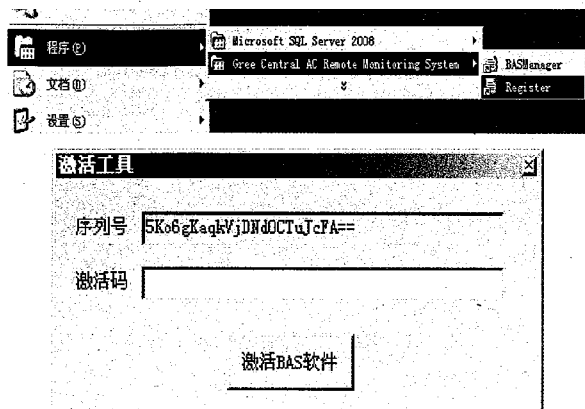 程序(P)
Microsoft SQL Server 2008
Gree Central AC Remote Monitoring System
BASManager
文档(D)
Register
设置(S)
激活工具
序列号
5Ko6gKaqkVjDNdOCTuJcFA==
激活码
激活BAS软件